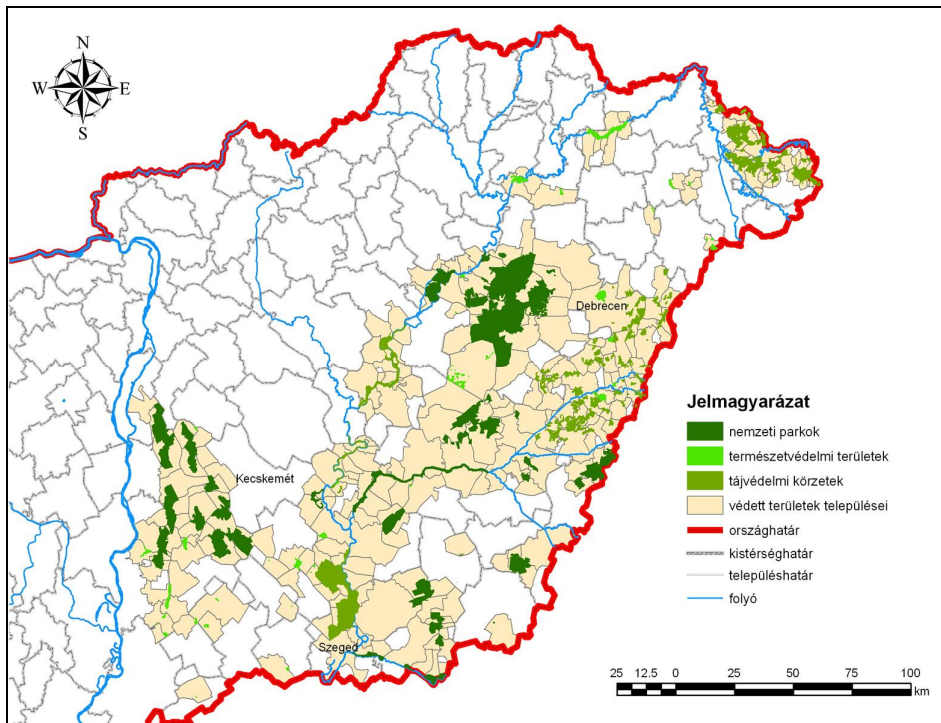 N
W E
S
Debrecen
Kecskemét
Szeged
Jelmagyarázat
nemzeti parkok
természetvédelmi területek
tájvédelmi körzetek
védett területek települései
országhatár
kistérséghatár
településhatár
folyó
25 12.5 0 25 50 75 100
km